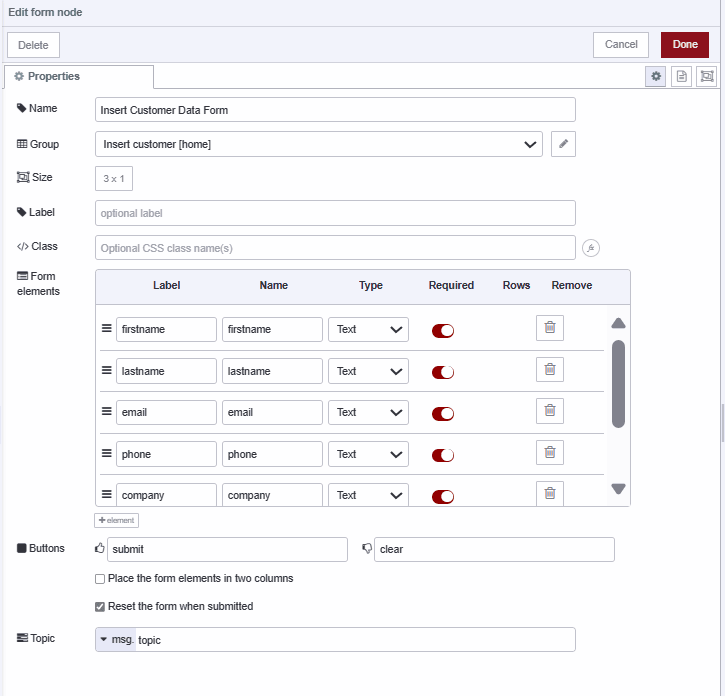 Edit form node
Delete Cancel Done
Properties
Name Insert Customer Data Form
Group Insert customer [home]
Size 3 x 1
Label optional label
Class Optional CSS class name(s)
Form elements
Label Name Type Required Rows Remove
firstname firstname Text
lastname lastname Text
email email Text
phone phone Text
company company Text
+ element
Buttons submit clear
Place the form elements in two columns
Reset the form when submitted
Topic msg. topic